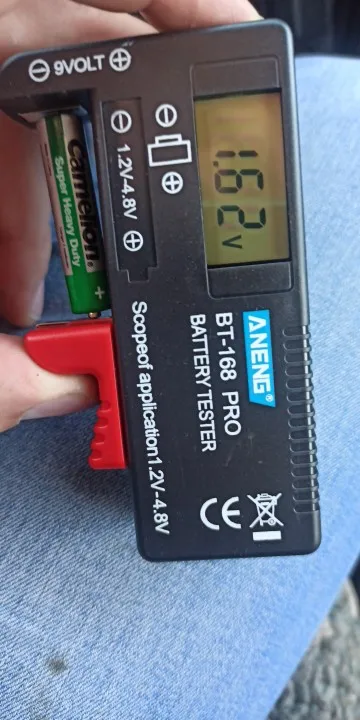 ⊖ 9VOLT ⊕
Camelion®
Super Heavy Duty
+
⊖ 1.2V-4.8V ⊕
⊖
⊕
1.62V
Scopeof application1.2V-4.8V
ANENG®
BT-168 PRO
BATTERY TESTER
CE